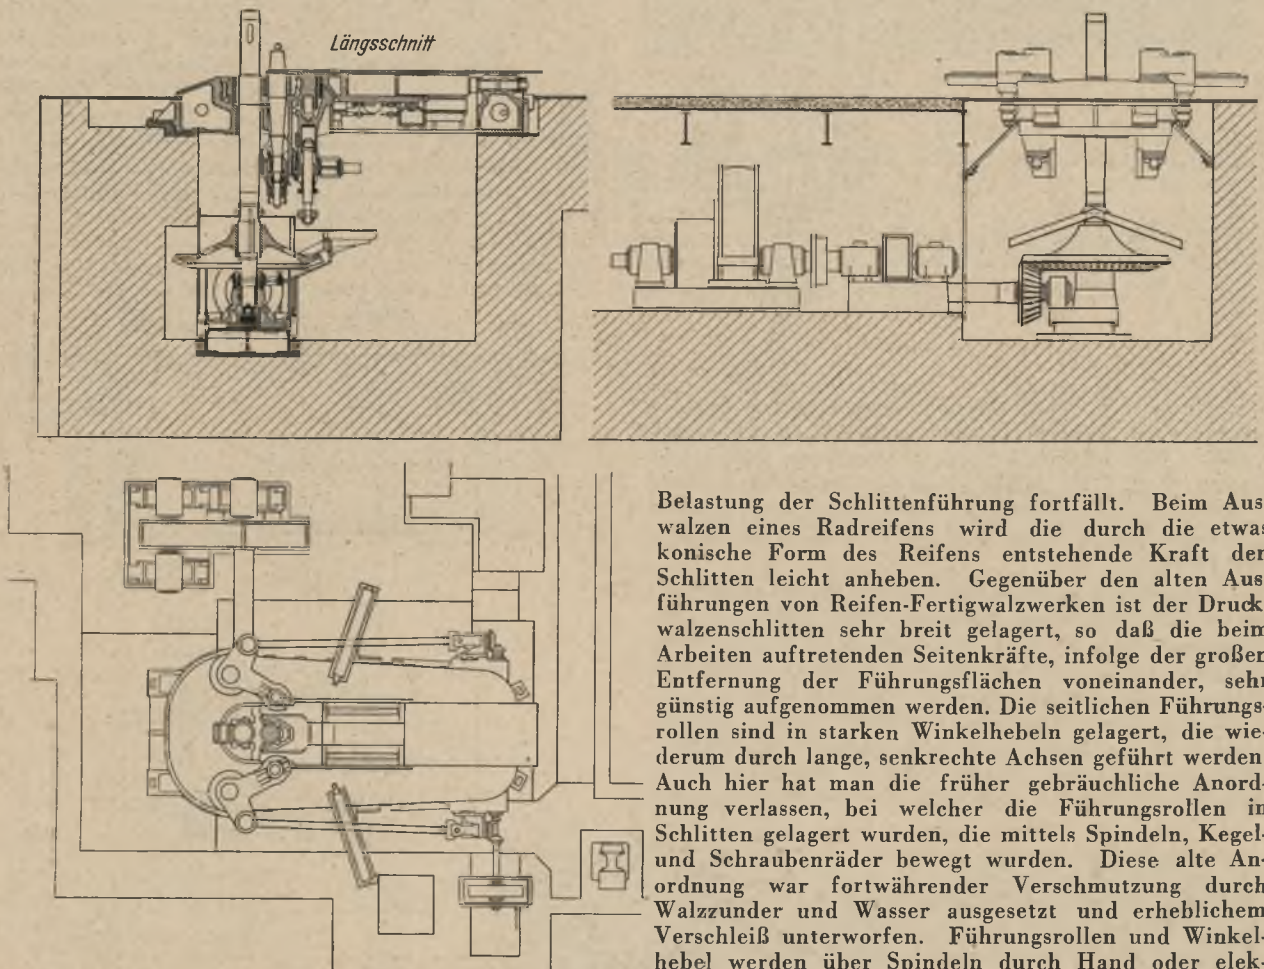 Längsschnitt
Belastung der Schlittenführung fortfällt. Beim Aus
walzen eines Radreifens wird die durch die etwas
konische Form des Reifens entstehende Kraft den
Schlitten leicht anheben. Gegenüber den alten Aus
führungen von Reifen-Fertigwalzwerken ist der Druck
walzenschlitten sehr breit gelagert, so daß die beim
Arbeiten auftretenden Seitenkräfte, infolge der großen
Entfernung der Führungsflächen voneinander, sehr
günstig aufgenommen werden. Die seitlichen Führungs-
rollen sind in starken Winkelhebeln gelagert, die wie-
derum durch lange, senkrechte Achsen geführt werden
Auch hier hat man die früher gebräuchliche Anord-
nung verlassen, bei welcher die Führungsrollen in
Schlitten gelagert wurden, die mittels Spindeln, Kegel-
und Schraubenräder bewegt wurden. Diese alte An-
ordnung war fortwährender Verschmutzung durch
Walzzunder und Wasser ausgesetzt und erheblichem
Verschleiß unterworfen. Führungsrollen und Winkel-
hebel werden über Spindeln durch Hand oder elek-